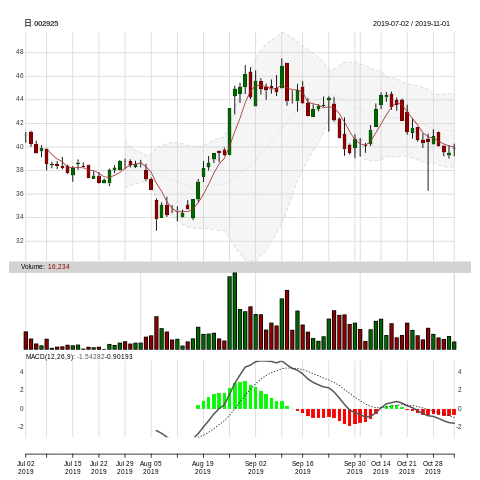 日 002925
2019-07-02 / 2019-11-01
48
46
44
42
40
38
36
34
32
Volume: 16,234
MACD(12,26,9): -1.54282-0.90193
4
2
0
-2
4
2
0
-2
Jul 02 Jul 15 Jul 22 Jul 29 Aug 05 Aug 19 Sep 02 Sep 16 Sep 30 Oct 14 Oct 21 Oct 28
2019 2019 2019 2019 2019 2019 2019 2019 2019 2019 2019 2019